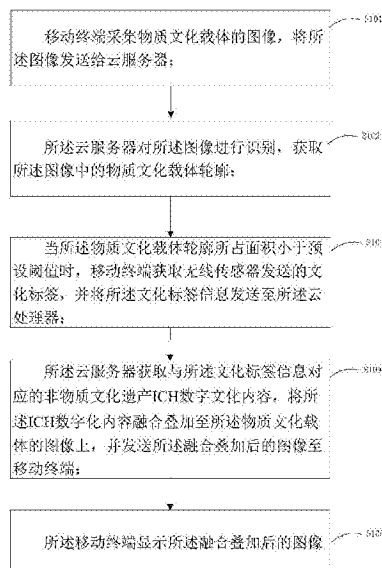 移动终端采集物质文化载体的图像，将所
述图像发送给云服务器；
所述云服务器对所述图像进行识别，获取
所述图像中的物质文化载体轮廓；
当所述物质文化载体轮廓所占面积小于预
设阈值时，移动终端获取无线传感器发送的文
化标签，并将所述文化标签信息发送至所述云
处理器；
所述云服务器获取与所述文化标签信息对
应的非物质文化遗产ICH数字文化内容，将所
述ICH数字化内容融合叠加至所述物质文化载
体的图像上，并发送所述融合叠加后的图像至
移动终端；
所述移动终端显示所述融合叠加后的图像